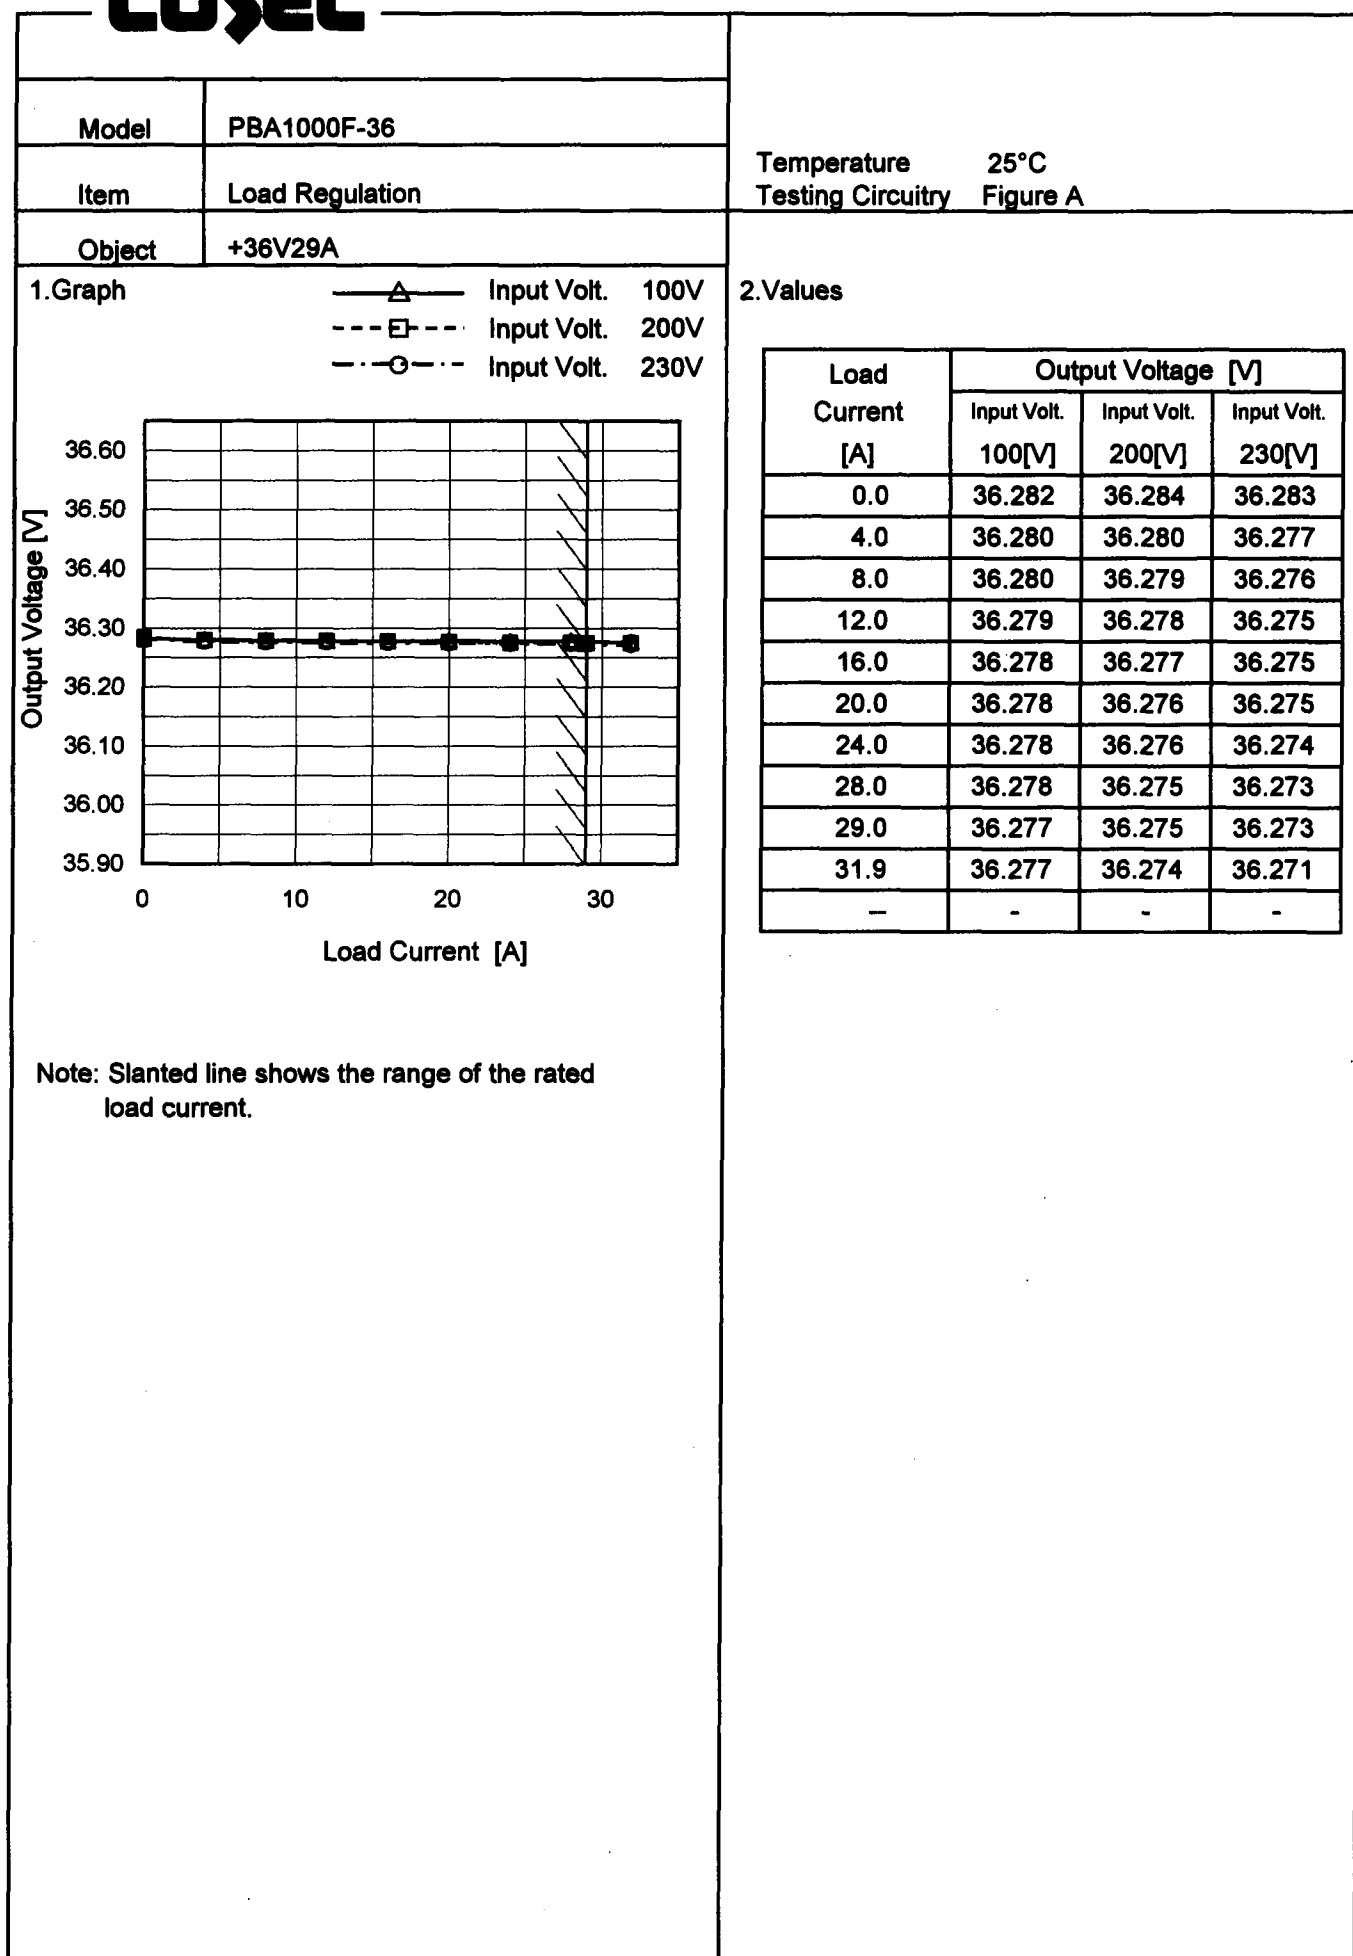 Model PBA1000F-36
Item Load Regulation
Object +36V29A
Temperature 25°C
Testing Circuitry Figure A
1.Graph
Input Volt. 100V
Input Volt. 200V
Input Volt. 230V
Output Voltage [V]
36.60
36.50
36.40
36.30
36.20
36.10
36.00
35.90
0 10 20 30
Load Current [A]
Note: Slanted line shows the range of the rated
load current.
2.Values
Load Output Voltage [V]
Current Input Volt. Input Volt. Input Volt.
[A] 100[V] 200[V] 230[V]
0.0 36.282 36.284 36.283
4.0 36.280 36.280 36.277
8.0 36.280 36.279 36.276
12.0 36.279 36.278 36.275
16.0 36.278 36.277 36.275
20.0 36.278 36.276 36.275
24.0 36.278 36.276 36.274
28.0 36.278 36.275 36.273
29.0 36.277 36.275 36.273
31.9 36.277 36.274 36.271
-- - - -